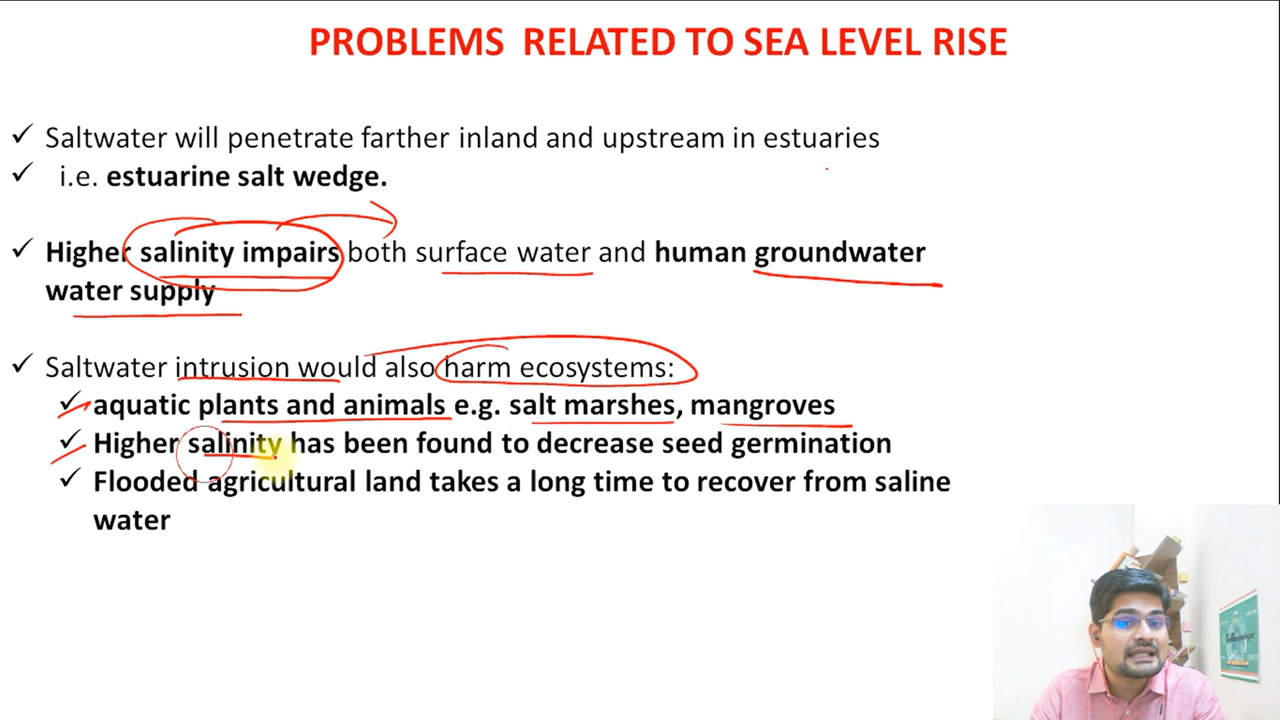 PROBLEMS RELATED TO SEA LEVEL RISE
✓ Saltwater will penetrate farther inland and upstream in estuaries
✓ i.e. estuarine salt wedge.
✓ Higher salinity impairs both surface water and human groundwater
water supply
✓ Saltwater intrusion would also harm ecosystems:
✓ aquatic plants and animals e.g. salt marshes, mangroves
✓ Higher salinity has been found to decrease seed germination
✓ Flooded agricultural land takes a long time to recover from saline
water